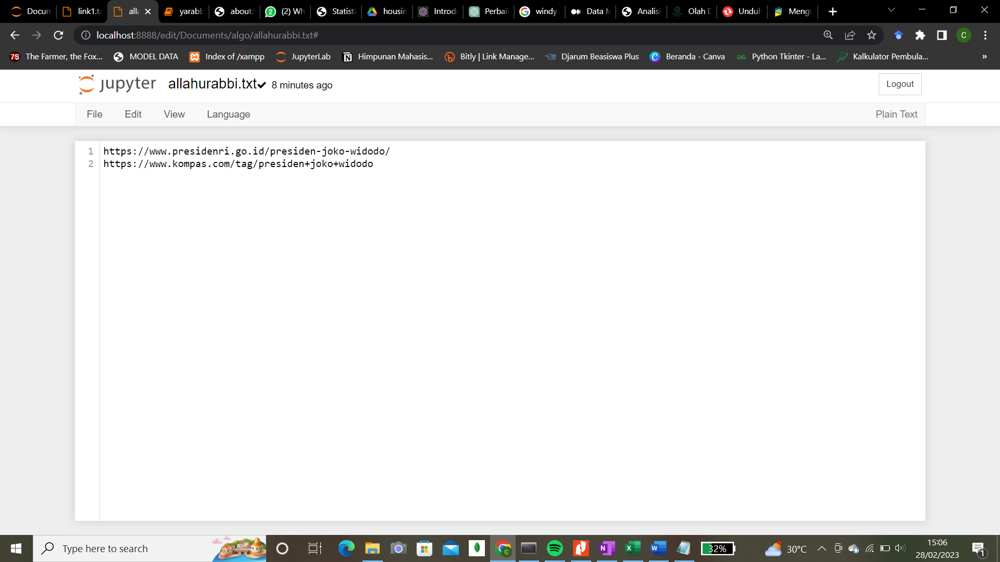 Docum
link1.t
all
yarabb
about:
(2) Wh
Statisti
housin
Introdu
Perbail
windy
Data M
Analisi
Olah D
Unduh
Meng
localhost:8888/edit/Documents/algo/allahurabbi.txt#
C
The Farmer, the Fox...
MODEL DATA
Index of /xampp
JupyterLab
Himpunan Mahasis...
Bitly | Link Manage...
Djarum Beasiswa Plus
Beranda - Canva
Python Tkinter - La...
Kalkulator Pembula...
»
jupyter allahurabbi.txt 8 minutes ago
Logout
File Edit View Language
Plain Text
1 https://www.presidenri.go.id/presiden-joko-widodo/
2 https://www.kompas.com/tag/presiden+joko+widodo
Type here to search
32%
30°C
15:06
28/02/2023
1